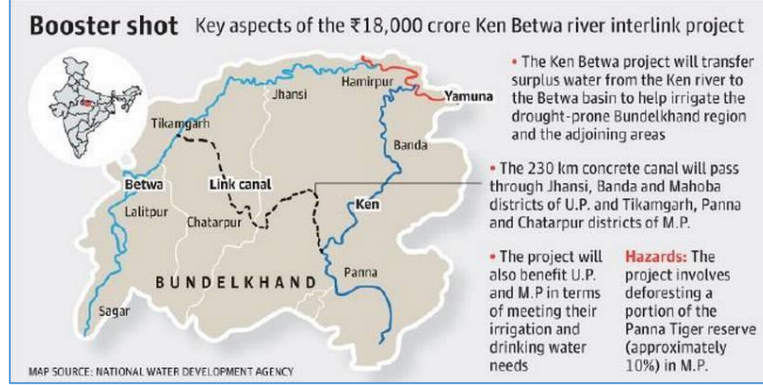 Booster shot Key aspects of the ₹18,000 crore Ken Betwa river interlink project
Tikamgarh
Jhansi
Hamirpur
Yamuna
Banda
Betwa
Link canal
Ken
Lalitpur
Chatarpur
BUNDELKHAND
Panna
Sagar
MAP SOURCE: NATIONAL WATER DEVELOPMENT AGENCY
• The Ken Betwa project will transfer
surplus water from the Ken river to
the Betwa basin to help irrigate the
drought-prone Bundelkhand region
and the adjoining areas
• The 230 km concrete canal will pass
through Jhansi, Banda and Mahoba
districts of U.P. and Tikamgarh, Panna
and Chatarpur districts of M.P.
• The project will
also benefit U.P.
and M.P in terms
of meeting their
irrigation and
drinking water
needs
Hazards: The
project involves
deforesting a
portion of the
Panna Tiger reserve
(approximately
10%) in M.P.